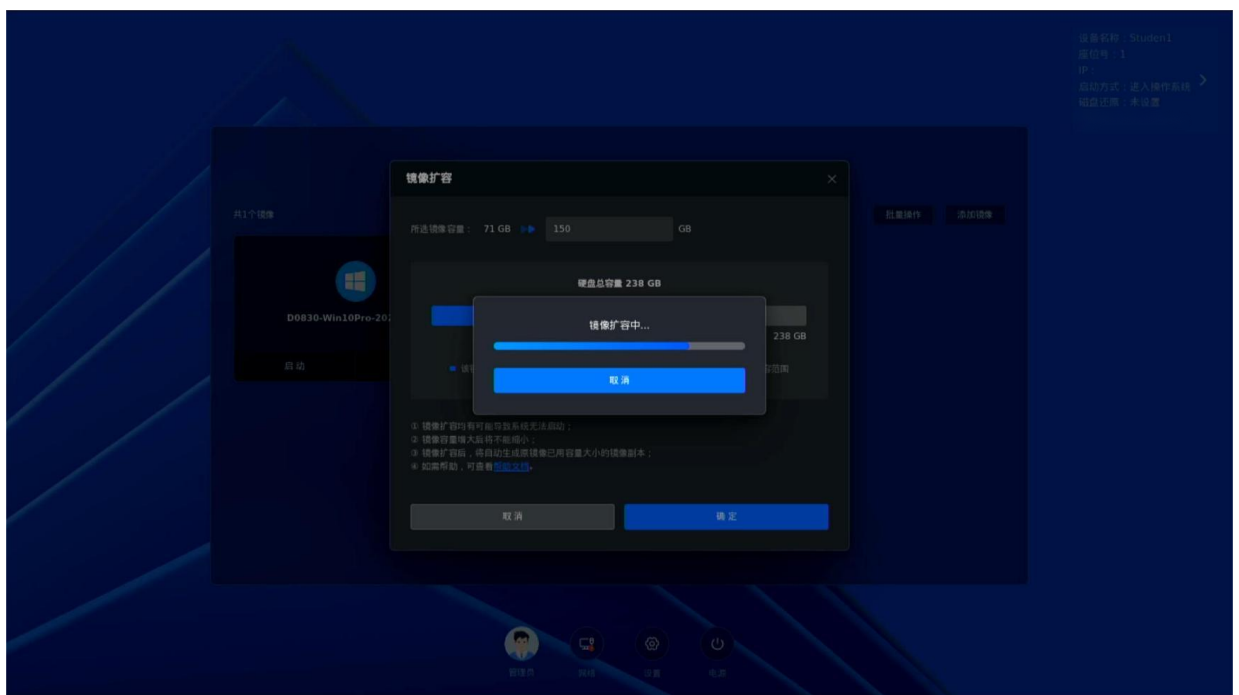 设备名称：Studen1
座位号：1
IP：
启动方式：进入操作系统
磁盘还原：未设置
镜像扩容
共1个镜像
批量操作
添加镜像
所选镜像容量： 71 GB 150 GB
硬盘总容量 238 GB
D0830-Win10Pro-202
镜像扩容中...
238 GB
启动
该
容范围
取消
① 镜像扩容均有可能导致系统无法启动；
② 镜像容量增大后将不能缩小；
③ 镜像扩容后，将自动生成原镜像已用容量大小的镜像副本；
④ 如需帮助，可查看帮助文档。
取消
确定
管理员
网络
设置
电源